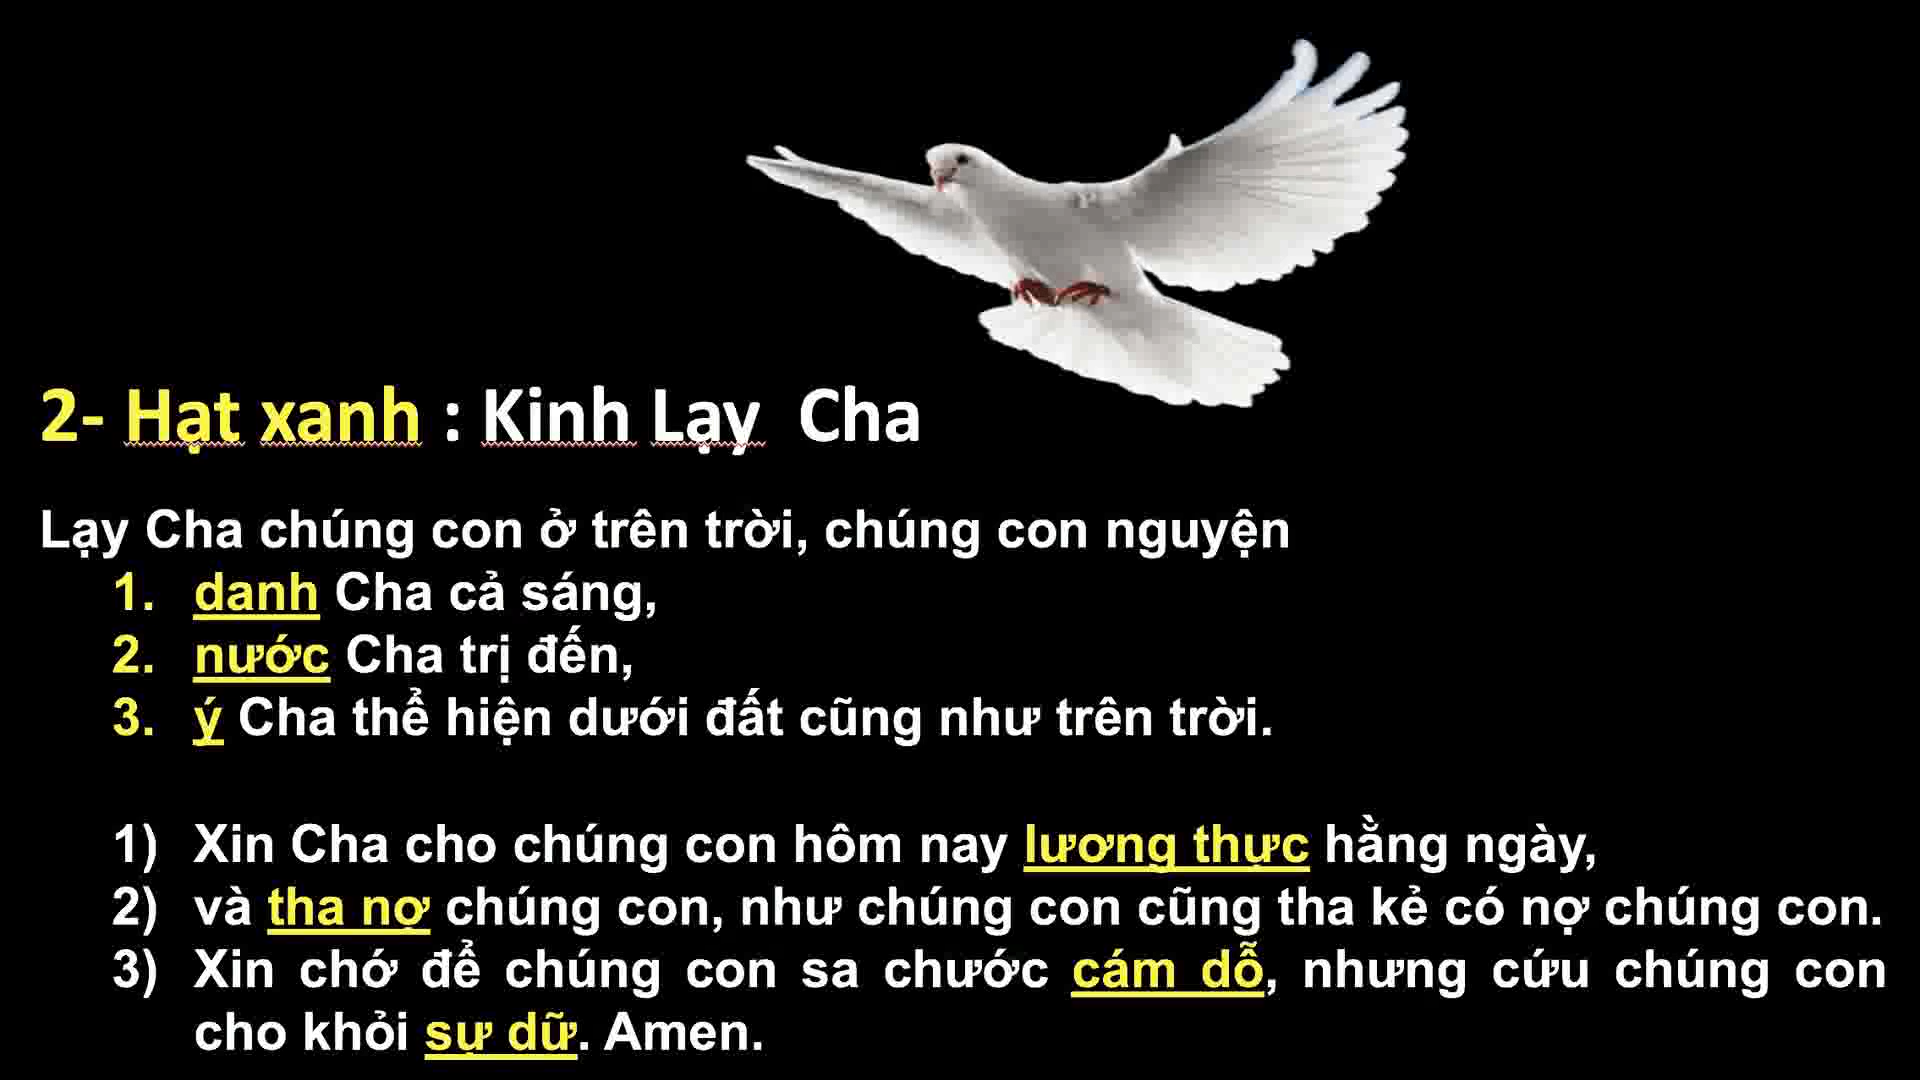 2- Hạt xanh : Kinh Lạy Cha
Lạy Cha chúng con ở trên trời, chúng con nguyện
1. danh Cha cả sáng,
2. nước Cha trị đến,
3. ý Cha thể hiện dưới đất cũng như trên trời.
1) Xin Cha cho chúng con hôm nay lương thực hằng ngày,
2) và tha nợ chúng con, như chúng con cũng tha kẻ có nợ chúng con.
3) Xin chớ để chúng con sa chước cám dỗ, nhưng cứu chúng con
cho khỏi sự dữ. Amen.